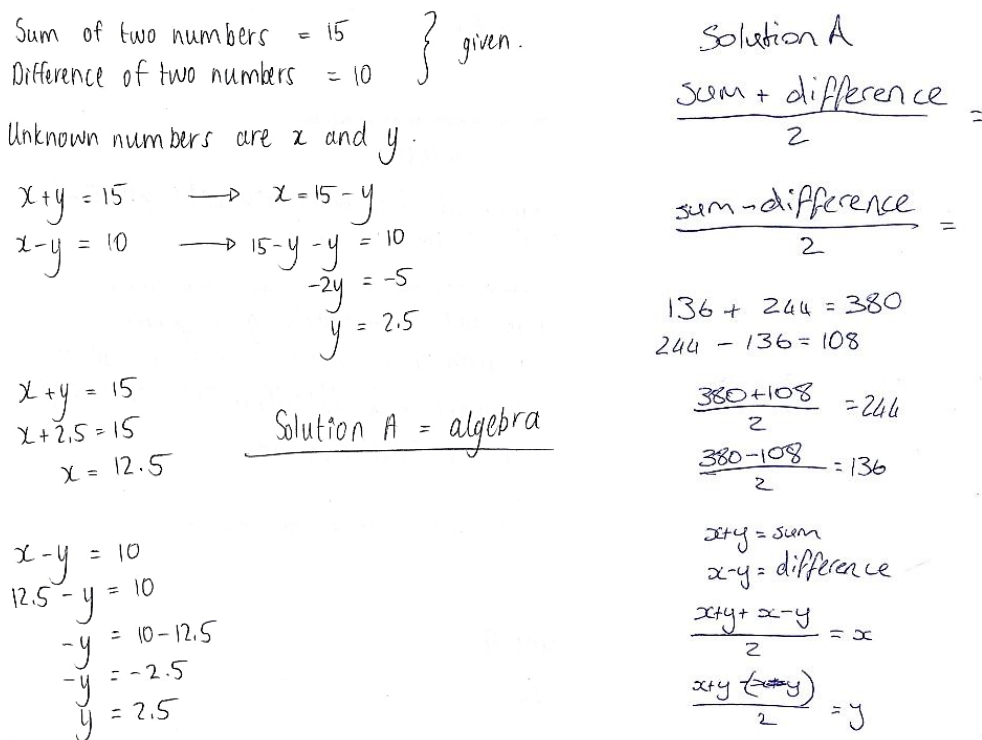 Sum of two numbers = 15
Difference of two numbers = 10
} given.
Unknown numbers are x and y.
x+y = 15 → x = 15 - y
x-y = 10 → 15-y -y = 10
-2y = -5
y = 2.5
x+y = 15
x+2.5 = 15
x = 12.5
Solution A = algebra
x-y = 10
12.5 - y = 10
-y = 10-12.5
-y = -2.5
y = 2.5
Solution A
sum + difference / 2 =
sum - difference / 2 =
136 + 244 = 380
244 - 136 = 108
380+108 / 2 = 244
380-108 / 2 = 136
x+y = sum
x-y = difference
x+y + x-y / 2 = x
x+y -(x-y) / 2 = y